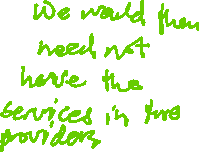 We would then
need not
have the
services in two
providers